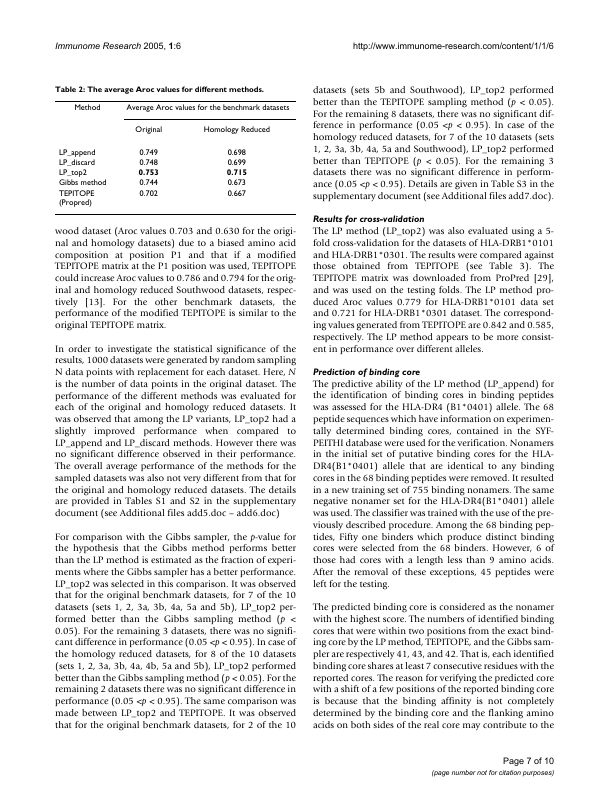 Immunome Research 2005, 1:6
http://www.immunome-research.com/content/1/1/6
Table 2: The average Aroc values for different methods.
Method
Average Aroc values for the benchmark datasets
Original
Homology Reduced
LP_append 0.749 0.698
LP_discard 0.748 0.699
LP_top2 0.753 0.715
Gibbs method 0.744 0.673
TEPITOPE 0.702 0.667
(Propred)
wood dataset (Aroc values 0.703 and 0.630 for the origi-
nal and homology datasets) due to a biased amino acid
composition at position P1 and that if a modified
TEPITOPE matrix at the P1 position was used, TEPITOPE
could increase Aroc values to 0.786 and 0.794 for the orig-
inal and homology reduced Southwood datasets, respec-
tively [13]. For the other benchmark datasets, the
performance of the modified TEPITOPE is similar to the
original TEPITOPE matrix.
In order to investigate the statistical significance of the
results, 1000 datasets were generated by random sampling
N data points with replacement for each dataset. Here, N
is the number of data points in the original dataset. The
performance of the different methods was evaluated for
each of the original and homology reduced datasets. It
was observed that among the LP variants, LP_top2 had a
slightly improved performance when compared to
LP_append and LP_discard methods. However there was
no significant difference observed in their performance.
The overall average performance of the methods for the
sampled datasets was also not very different from that for
the original and homology reduced datasets. The details
are provided in Tables S1 and S2 in the supplementary
document (see Additional files add5.doc – add6.doc)
For comparison with the Gibbs sampler, the p-value for
the hypothesis that the Gibbs method performs better
than the LP method is estimated as the fraction of experi-
ments where the Gibbs sampler has a better performance.
LP_top2 was selected in this comparison. It was observed
that for the original benchmark datasets, for 7 of the 10
datasets (sets 1, 2, 3a, 3b, 4a, 5a and 5b), LP_top2 per-
formed better than the Gibbs sampling method (p <
0.05). For the remaining 3 datasets, there was no signifi-
cant difference in performance (0.05 <p < 0.95). In case of
the homology reduced datasets, for 8 of the 10 datasets
(sets 1, 2, 3a, 3b, 4a, 4b, 5a and 5b), LP_top2 performed
better than the Gibbs sampling method (p < 0.05). For the
remaining 2 datasets there was no significant difference in
performance (0.05 <p < 0.95). The same comparison was
made between LP_top2 and TEPITOPE. It was observed
that for the original benchmark datasets, for 2 of the 10
datasets (sets 5b and Southwood), LP_top2 performed
better than the TEPITOPE sampling method (p < 0.05).
For the remaining 8 datasets, there was no significant dif-
ference in performance (0.05 <p < 0.95). In case of the
homology reduced datasets, for 7 of the 10 datasets (sets
1, 2, 3a, 3b, 4a, 5a and Southwood), LP_top2 performed
better than TEPITOPE (p < 0.05). For the remaining 3
datasets there was no significant difference in perform-
ance (0.05 <p < 0.95). Details are given in Table S3 in the
supplementary document (see Additional files add7.doc).
Results for cross-validation
The LP method (LP_top2) was also evaluated using a 5-
fold cross-validation for the datasets of HLA-DRB1*0101
and HLA-DRB1*0301. The results were compared against
those obtained from TEPITOPE (see Table 3). The
TEPITOPE matrix was downloaded from ProPred [29],
and was used on the testing folds. The LP method pro-
duced Aroc values 0.779 for HLA-DRB1*0101 data set
and 0.721 for HLA-DRB1*0301 dataset. The correspond-
ing values generated from TEPITOPE are 0.842 and 0.585,
respectively. The LP method appears to be more consist-
ent in performance over different alleles.
Prediction of binding core
The predictive ability of the LP method (LP_append) for
the identification of binding cores in binding peptides
was assessed for the HLA-DR4 (B1*0401) allele. The 68
peptide sequences which have information on experimen-
tally determined binding cores, contained in the SYF-
PEITHI database were used for the verification. Nonamers
in the initial set of putative binding cores for the HLA-
DR4(B1*0401) allele that are identical to any binding
cores in the 68 binding peptides were removed. It resulted
in a new training set of 755 binding nonamers. The same
negative nonamer set for the HLA-DR4(B1*0401) allele
was used. The classifier was trained with the use of the pre-
viously described procedure. Among the 68 binding pep-
tides, Fifty one binders which produce distinct binding
cores were selected from the 68 binders. However, 6 of
those had cores with a length less than 9 amino acids.
After the removal of these exceptions, 45 peptides were
left for the testing.
The predicted binding core is considered as the nonamer
with the highest score. The numbers of identified binding
cores that were within two positions from the exact bind-
ing core by the LP method, TEPITOPE, and the Gibbs sam-
pler are respectively 41, 43, and 42. That is, each identified
binding core shares at least 7 consecutive residues with the
reported cores. The reason for verifying the predicted core
with a shift of a few positions of the reported binding core
is because that the binding affinity is not completely
determined by the binding core and the flanking amino
acids on both sides of the real core may contribute to the
Page 7 of 10
(page number not for citation purposes)